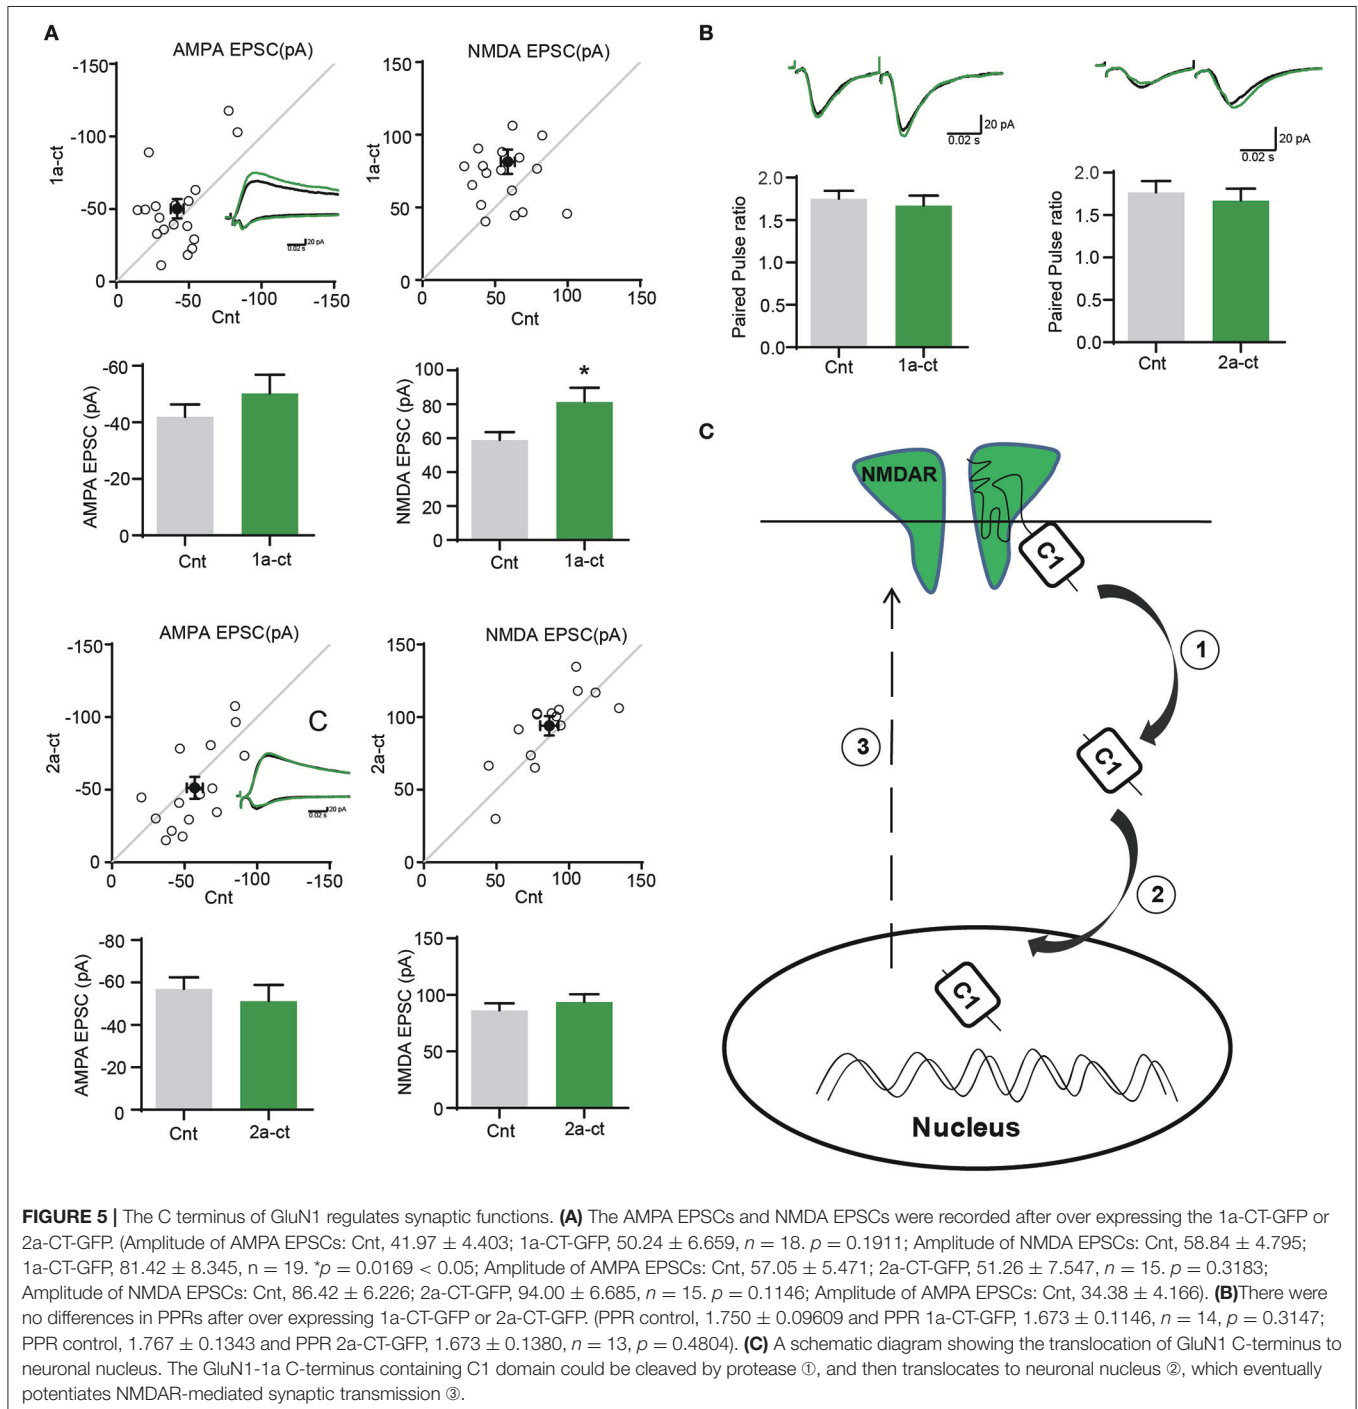 A
AMPA EPSC(pA)
-150
-100
-50
0
1a-ct
0
-50
-100
-150
Cnt
20 pA
0.02 s
NMDA EPSC(pA)
150
100
50
0
1a-ct
0
50
100
150
Cnt
-60
-40
-20
0
AMPA EPSC (pA)
Cnt
1a-ct
100
80
60
40
20
0
NMDA EPSC (pA)
*
Cnt
1a-ct
AMPA EPSC(pA)
-150
-100
-50
0
2a-ct
C
0
-50
-100
-150
Cnt
20 pA
0.02 s
NMDA EPSC(pA)
150
100
50
0
2a-ct
0
50
100
150
Cnt
-80
-60
-40
-20
0
AMPA EPSC (pA)
Cnt
2a-ct
150
100
50
0
NMDA EPSC (pA)
Cnt
2a-ct
B
20 pA
0.02 s
20 pA
0.02 s
2.0
1.5
1.0
0.5
0.0
Paired Pulse ratio
Cnt
1a-ct
2.0
1.5
1.0
0.5
0.0
Paired Pulse ratio
Cnt
2a-ct
C
NMDAR
C1
1
C1
3
2
C1
Nucleus
FIGURE 5 | The C terminus of GluN1 regulates synaptic functions. (A) The AMPA EPSCs and NMDA EPSCs were recorded after over expressing the 1a-CT-GFP or
2a-CT-GFP. (Amplitude of AMPA EPSCs: Cnt, 41.97 ± 4.403; 1a-CT-GFP, 50.24 ± 6.659, n = 18. p = 0.1911; Amplitude of NMDA EPSCs: Cnt, 58.84 ± 4.795;
1a-CT-GFP, 81.42 ± 8.345, n = 19. *p = 0.0169 < 0.05; Amplitude of AMPA EPSCs: Cnt, 57.05 ± 5.471; 2a-CT-GFP, 51.26 ± 7.547, n = 15. p = 0.3183;
Amplitude of NMDA EPSCs: Cnt, 86.42 ± 6.226; 2a-CT-GFP, 94.00 ± 6.685, n = 15. p = 0.1146; Amplitude of AMPA EPSCs: Cnt, 34.38 ± 4.166). (B)There were
no differences in PPRs after over expressing 1a-CT-GFP or 2a-CT-GFP. (PPR control, 1.750 ± 0.09609 and PPR 1a-CT-GFP, 1.673 ± 0.1146, n = 14, p = 0.3147;
PPR control, 1.767 ± 0.1343 and PPR 2a-CT-GFP, 1.673 ± 0.1380, n = 13, p = 0.4804). (C) A schematic diagram showing the translocation of GluN1 C-terminus to
neuronal nucleus. The GluN1-1a C-terminus containing C1 domain could be cleaved by protease ①, and then translocates to neuronal nucleus ②, which eventually
potentiates NMDAR-mediated synaptic transmission ③.